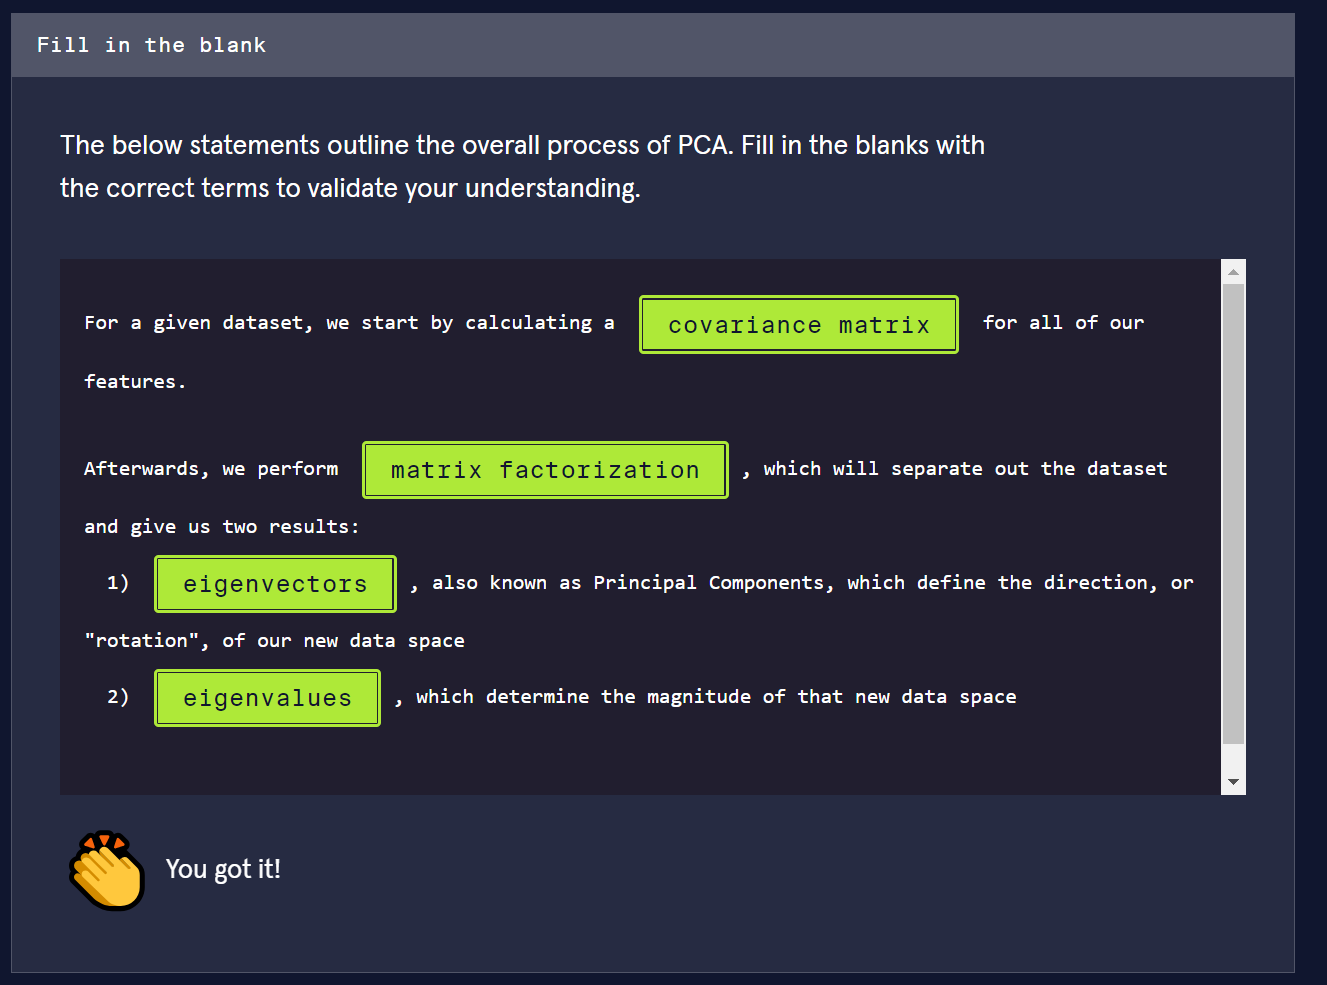 Fill in the blank
The below statements outline the overall process of PCA. Fill in the blanks with
the correct terms to validate your understanding.
For a given dataset, we start by calculating a covariance matrix for all of our
features.
Afterwards, we perform matrix factorization , which will separate out the dataset
and give us two results:
1) eigenvectors , also known as Principal Components, which define the direction, or
"rotation", of our new data space
2) eigenvalues , which determine the magnitude of that new data space
You got it!